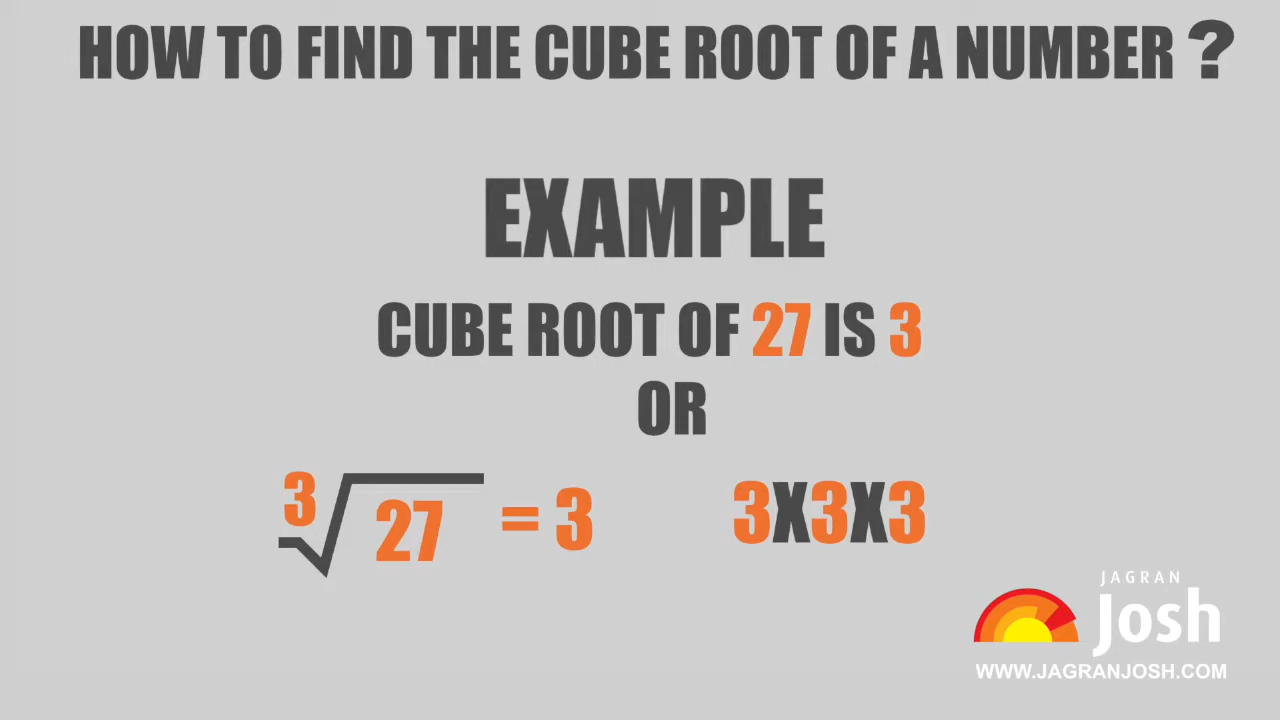 HOW TO FIND THE CUBE ROOT OF A NUMBER ?
EXAMPLE
CUBE ROOT OF 27 IS 3
OR
3√27 = 3 3X3X3
JAGRAN
Josh
WWW.JAGRANJOSH.COM